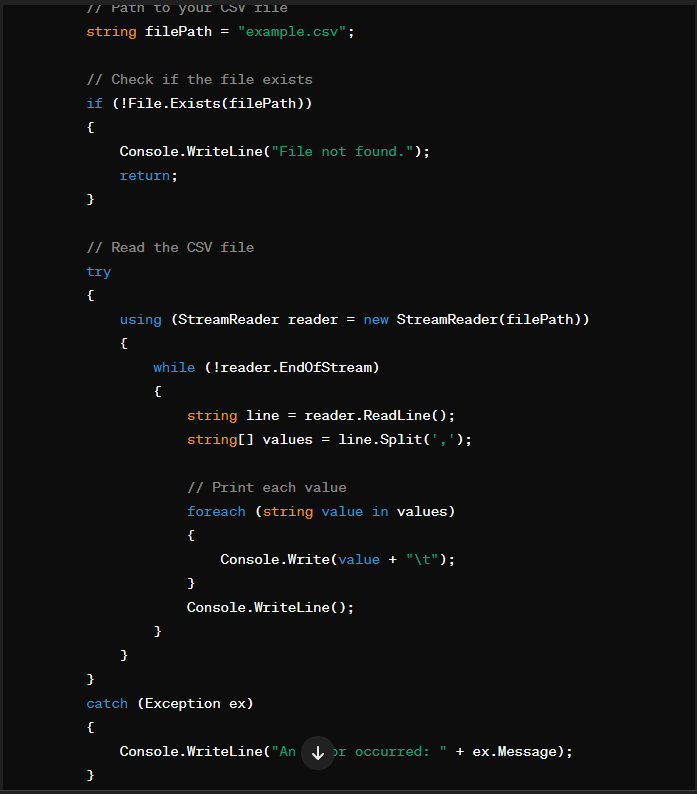 // Path to your CSV file
string filePath = "example.csv";
// Check if the file exists
if (!File.Exists(filePath))
{
Console.WriteLine("File not found.");
return;
}
// Read the CSV file
try
{
using (StreamReader reader = new StreamReader(filePath))
{
while (!reader.EndOfStream)
{
string line = reader.ReadLine();
string[] values = line.Split(',');
// Print each value
foreach (string value in values)
{
Console.Write(value + "\t");
}
Console.WriteLine();
}
}
}
catch (Exception ex)
{
Console.WriteLine("An or occurred: " + ex.Message);
}